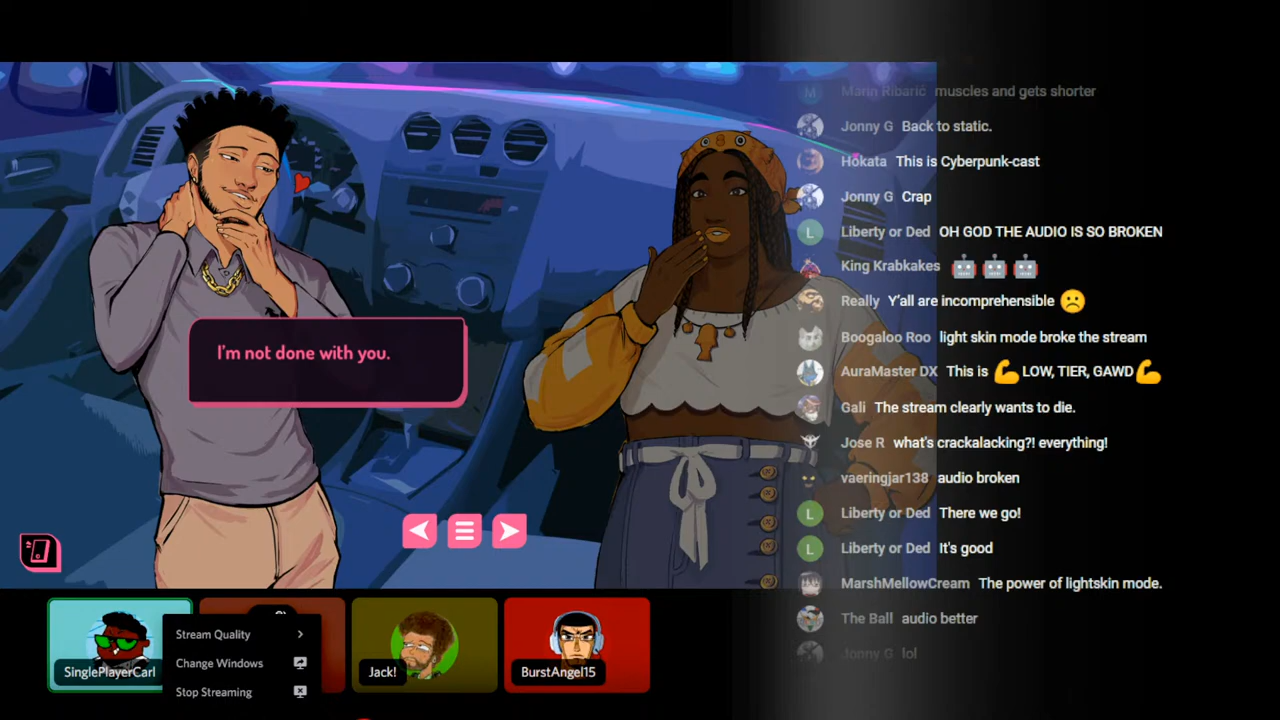 Marin Ribarić muscles and gets shorter
Jonny G Back to static.
Hokata This is Cyberpunk-cast
Jonny G Crap
L Liberty or Ded OH GOD THE AUDIO IS SO BROKEN
King Krabkakes
Really Y'all are incomprehensible
Boogaloo Roo light skin mode broke the stream
AuraMaster DX This is LOW, TIER, GAWD
Gali The stream clearly wants to die.
Jose R what's crackalacking?! everything!
vaeringjar138 audio broken
L Liberty or Ded There we go!
L Liberty or Ded It's good
MarshMellowCream The power of lightskin mode.
The Ball audio better
Jonny G lol
I'm not done with you.
SinglePlayerCarl
Stream Quality
Change Windows
Stop Streaming
Jack!
BurstAngel15